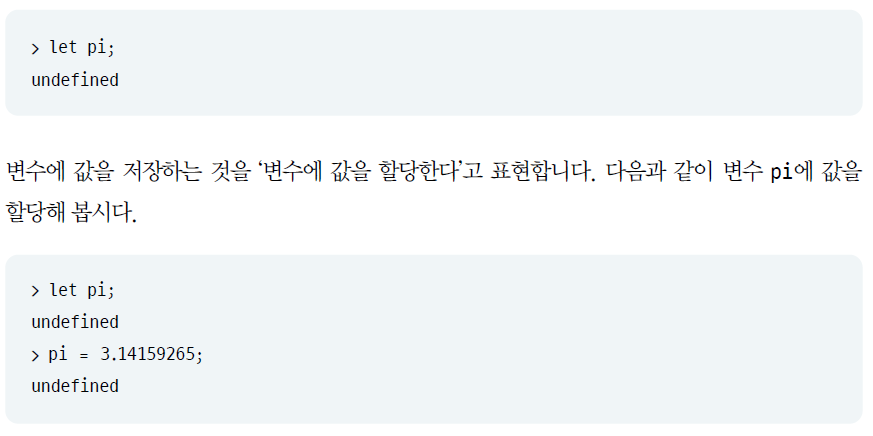 > let pi;
undefined
변수에 값을 저장하는 것을 ‘변수에 값을 할당한다’고 표현합니다. 다음과 같이 변수 pi에 값을
할당해 봅시다.
> let pi;
undefined
> pi = 3.14159265;
undefined